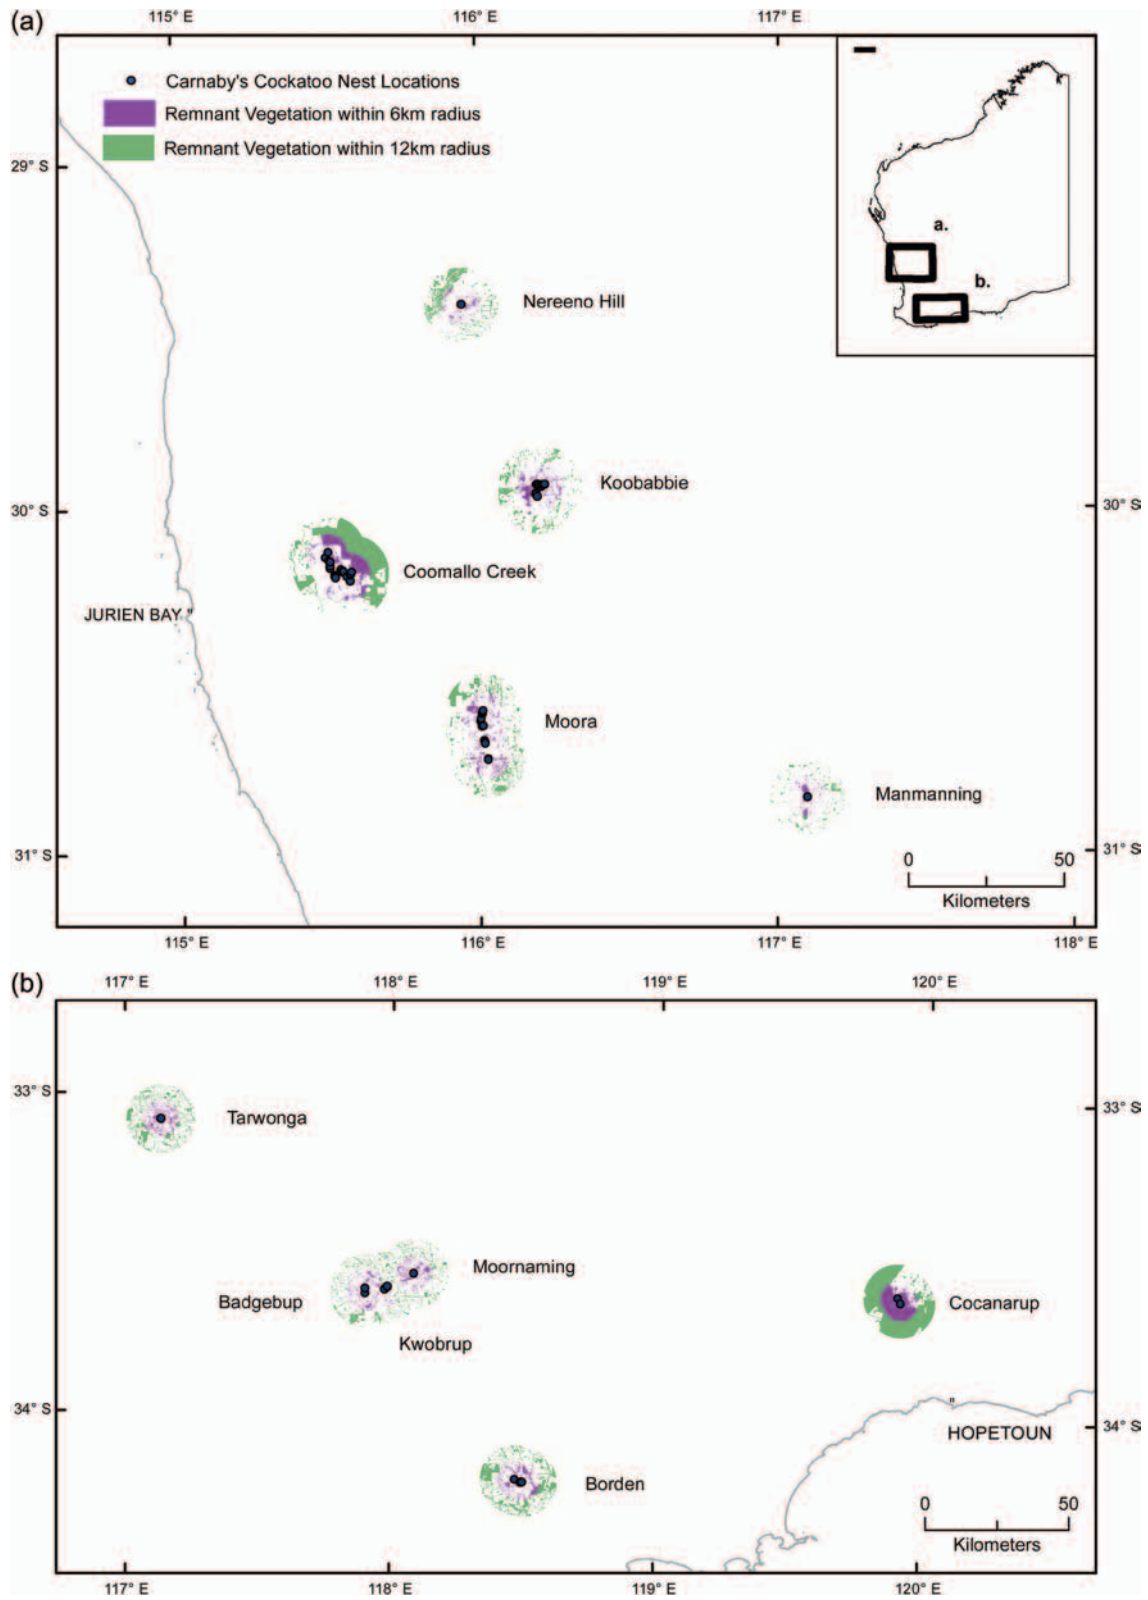 (a)
115° E
116° E
117° E
Carnaby's Cockatoo Nest Locations
Remnant Vegetation within 6km radius
Remnant Vegetation within 12km radius
a.
b.
29° S
Nereeno Hill
Koobabbie
30° S
30° S
Coomallo Creek
JURIEN BAY "
Moora
Manmanning
31° S
31° S
0 50
Kilometers
115° E
116° E
117° E
118° E
(b)
117° E
118° E
119° E
120° E
33° S
33° S
Tarwonga
Moornaming
Badgebup
Kwobrup
Cocanarup
34° S
34° S
"
HOPETOUN
Borden
0 50
Kilometers
117° E
118° E
119° E
120° E